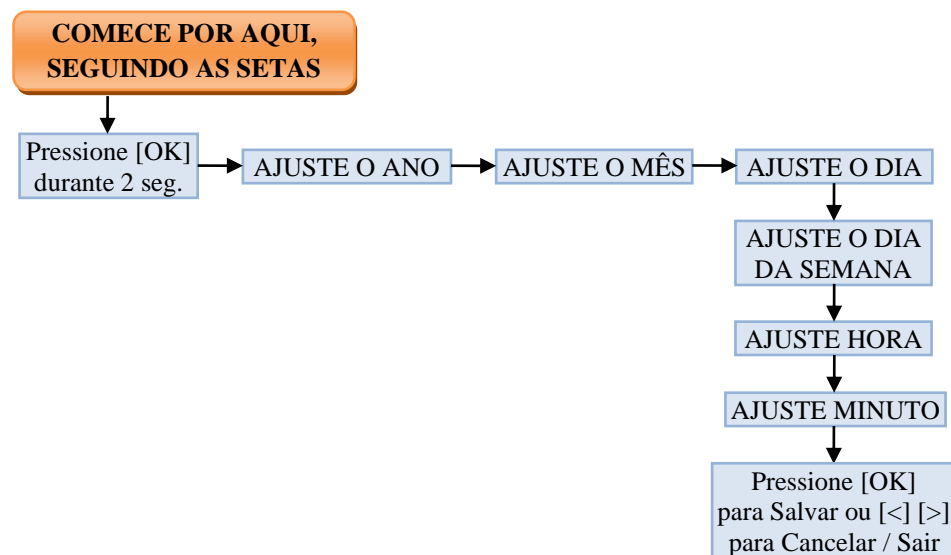 COMECE POR AQUI,
SEGUINDO AS SETAS
Pressione [OK]
durante 2 seg.
AJUSTE O ANO
AJUSTE O MÊS
AJUSTE O DIA
AJUSTE O DIA
DA SEMANA
AJUSTE HORA
AJUSTE MINUTO
Pressione [OK]
para Salvar ou [<] [>]
para Cancelar / Sair